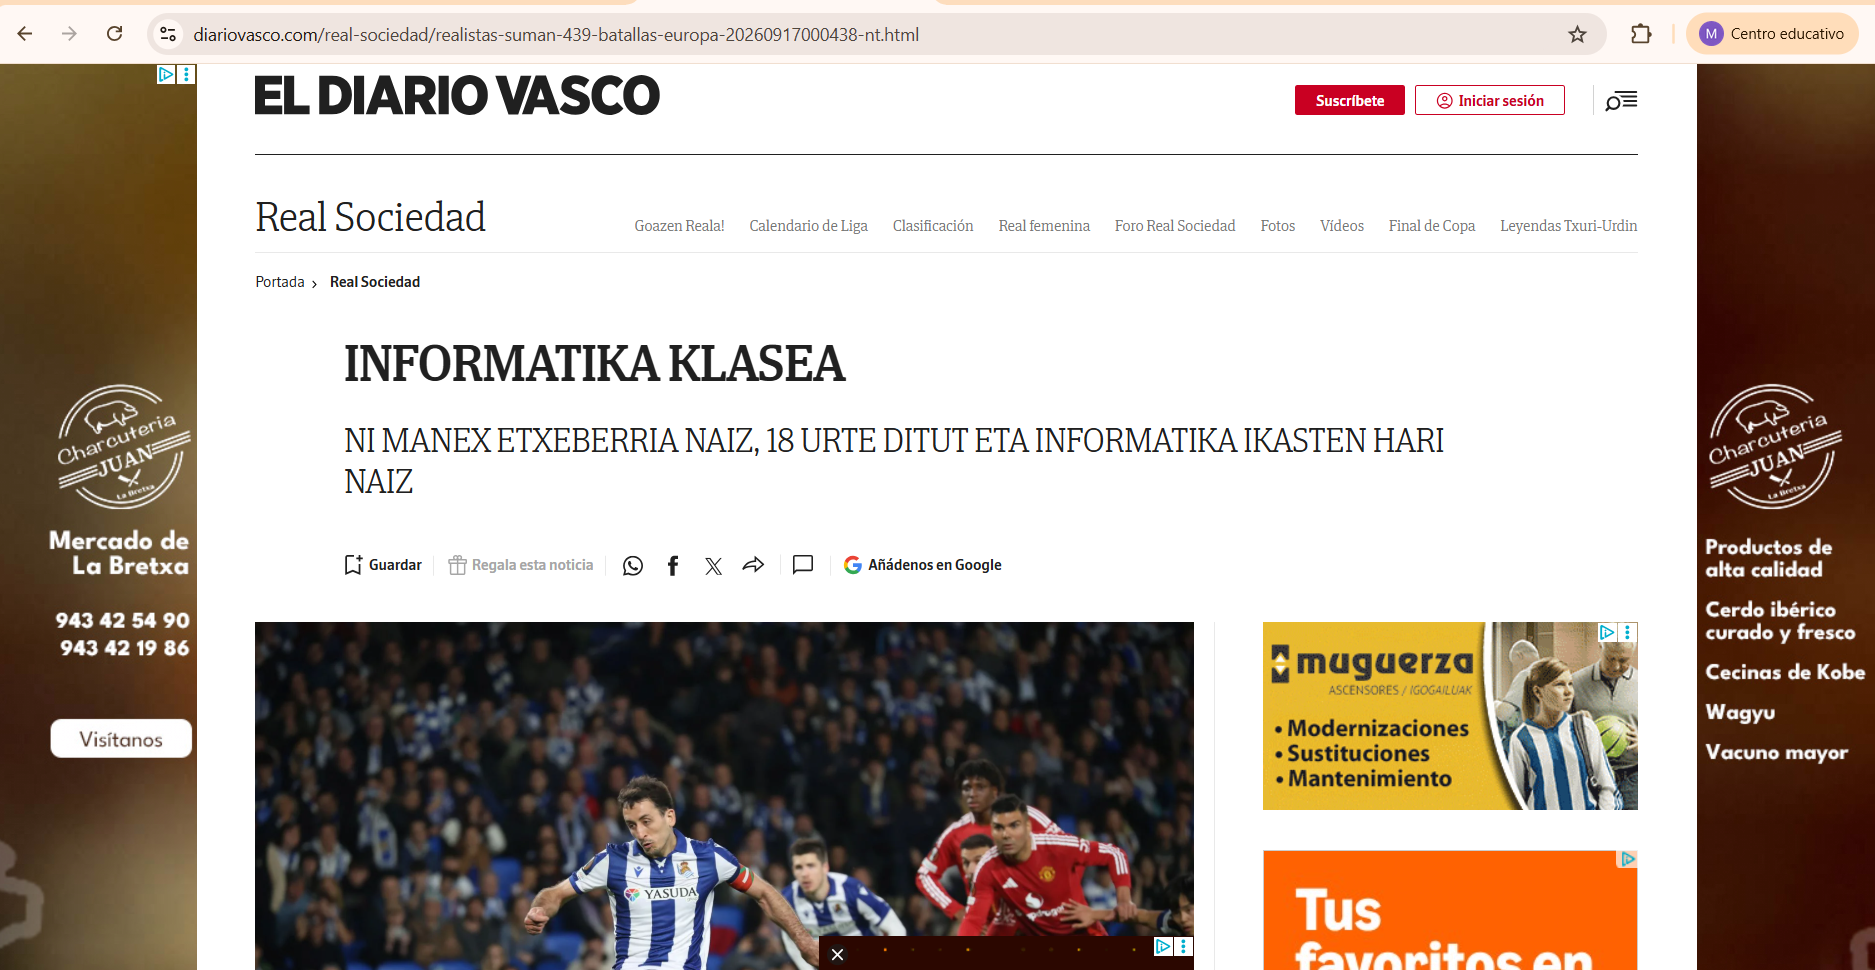 diariovasco.com/real-sociedad/realistas-suman-439-batallas-europa-20260917000438-nt.html
M Centro educativo
EL DIARIO VASCO
Suscríbete
Iniciar sesión
Real Sociedad
Goazen Reala!
Calendario de Liga
Clasificación
Real femenina
Foro Real Sociedad
Fotos
Vídeos
Final de Copa
Leyendas Txuri-Urdin
Portada › Real Sociedad
INFORMATIKA KLASEA
NI MANEX ETXEBERRIA NAIZ, 18 URTE DITUT ETA INFORMATIKA IKASTEN HARI
NAIZ
Guardar
Regala esta noticia
Añádenos en Google
Charcuteria
JUAN
La Bretxa
Mercado de
La Bretxa
943 42 54 90
943 42 19 86
Visítanos
YASUDA
muguerza
ASCENSORES / IGOGAILUAK
• Modernizaciones
• Sustituciones
• Mantenimiento
Tus
favoritos en
Charcuteria
JUAN
La Bretxa
Productos de
alta calidad
Cerdo ibérico
curado y fresco
Cecinas de Kobe
Wagyu
Vacuno mayor